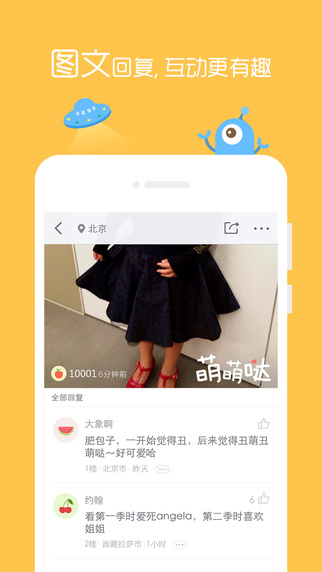 图文回复,互动更有趣
北京
萌萌哒
10001 6分钟前
全部回复
大象啊
肥包子，一开始觉得丑，后来觉得丑萌丑
萌哒～好可爱哈
1楼 · 北京市 · 昨天
约翰
6
看第一季时爱死angela，第二季时喜欢
姐姐
2楼 · 西藏拉萨市 · 1小时